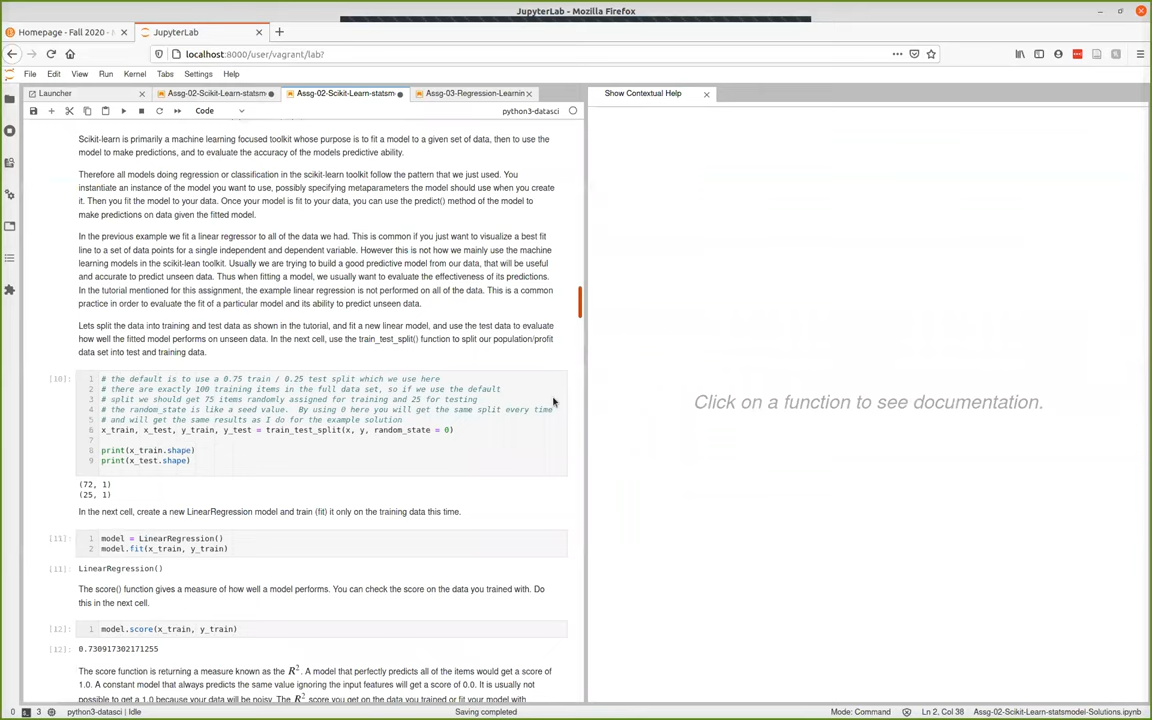 JupyterLab - Mozilla Firefox
Homepage - Fall 2020 -
JupyterLab
localhost:8000/user/vagrant/lab?
File Edit View Run Kernel Tabs Settings Help
Launcher
Assg-02-Scikit-Learn-statsm
Assg-02-Scikit-Learn-statsm
Assg-03-Regression-Learnin
Show Contextual Help
Code
python3-datasci
Scikit-learn is primarily a machine learning focused toolkit whose purpose is to fit a model to a given set of data, then to use the
model to make predictions, and to evaluate the accuracy of the models predictive ability.
Therefore all models doing regression or classification in the scikit-learn toolkit follow the pattern that we just used. You
instantiate an instance of the model you want to use, possibly specifying metaparameters the model should use when you create
it. Then you fit the model to your data. Once your model is fit to your data, you can use the predict() method of the model to
make predictions on data given the fitted model.
In the previous example we fit a linear regressor to all of the data we had. This is common if you just want to visualize a best fit
line to a set of data points for a single independent and dependent variable. However this is not how we mainly use the machine
learning models in the scikit-lean toolkit. Usually we are trying to build a good predictive model from our data, that will be useful
and accurate to predict unseen data. Thus when fitting a model, we usually want to evaluate the effectiveness of its predictions.
In the tutorial mentioned for this assignment, the example linear regression is not performed on all of the data. This is a common
practice in order to evaluate the fit of a particular model and its ability to predict unseen data.
Lets split the data into training and test data as shown in the tutorial, and fit a new linear model, and use the test data to evaluate
how well the fitted model performs on unseen data. In the next cell, use the train_test_split() function to split our population/profit
data set into test and training data.
[10]:
1 # the default is to use a 0.75 train / 0.25 test split which we use here
2 # there are exactly 100 training items in the full data set, so if we use the default
3 # split we should get 75 items randomly assigned for training and 25 for testing
4 # the random_state is like a seed value. By using 0 here you will get the same split every time
5 # and will get the same results as I do for the example solution
6 x_train, x_test, y_train, y_test = train_test_split(x, y, random_state = 0)
7
8 print(x_train.shape)
9 print(x_test.shape)
(72, 1)
(25, 1)
In the next cell, create a new LinearRegression model and train (fit) it only on the training data this time.
[11]:
1 model = LinearRegression()
2 model.fit(x_train, y_train)
[11]: LinearRegression()
The score() function gives a measure of how well a model performs. You can check the score on the data you trained with. Do
this in the next cell.
[12]: 1 model.score(x_train, y_train)
[12]: 0.730917302171255
The score function is returning a measure known as the R². A model that perfectly predicts all of the items would get a score of
1.0. A constant model that always predicts the same value ignoring the input features will get a score of 0.0. It is usually not
possible to get a 1.0 because your data will be noisy. The R² score you get on the data you trained or fit your model with
Click on a function to see documentation.
0 3 python3-datasci | Idle
Saving completed
Mode: Command
Ln 2, Col 38
Assg-02-Scikit-Learn-statsmodel-Solutions.ipynb